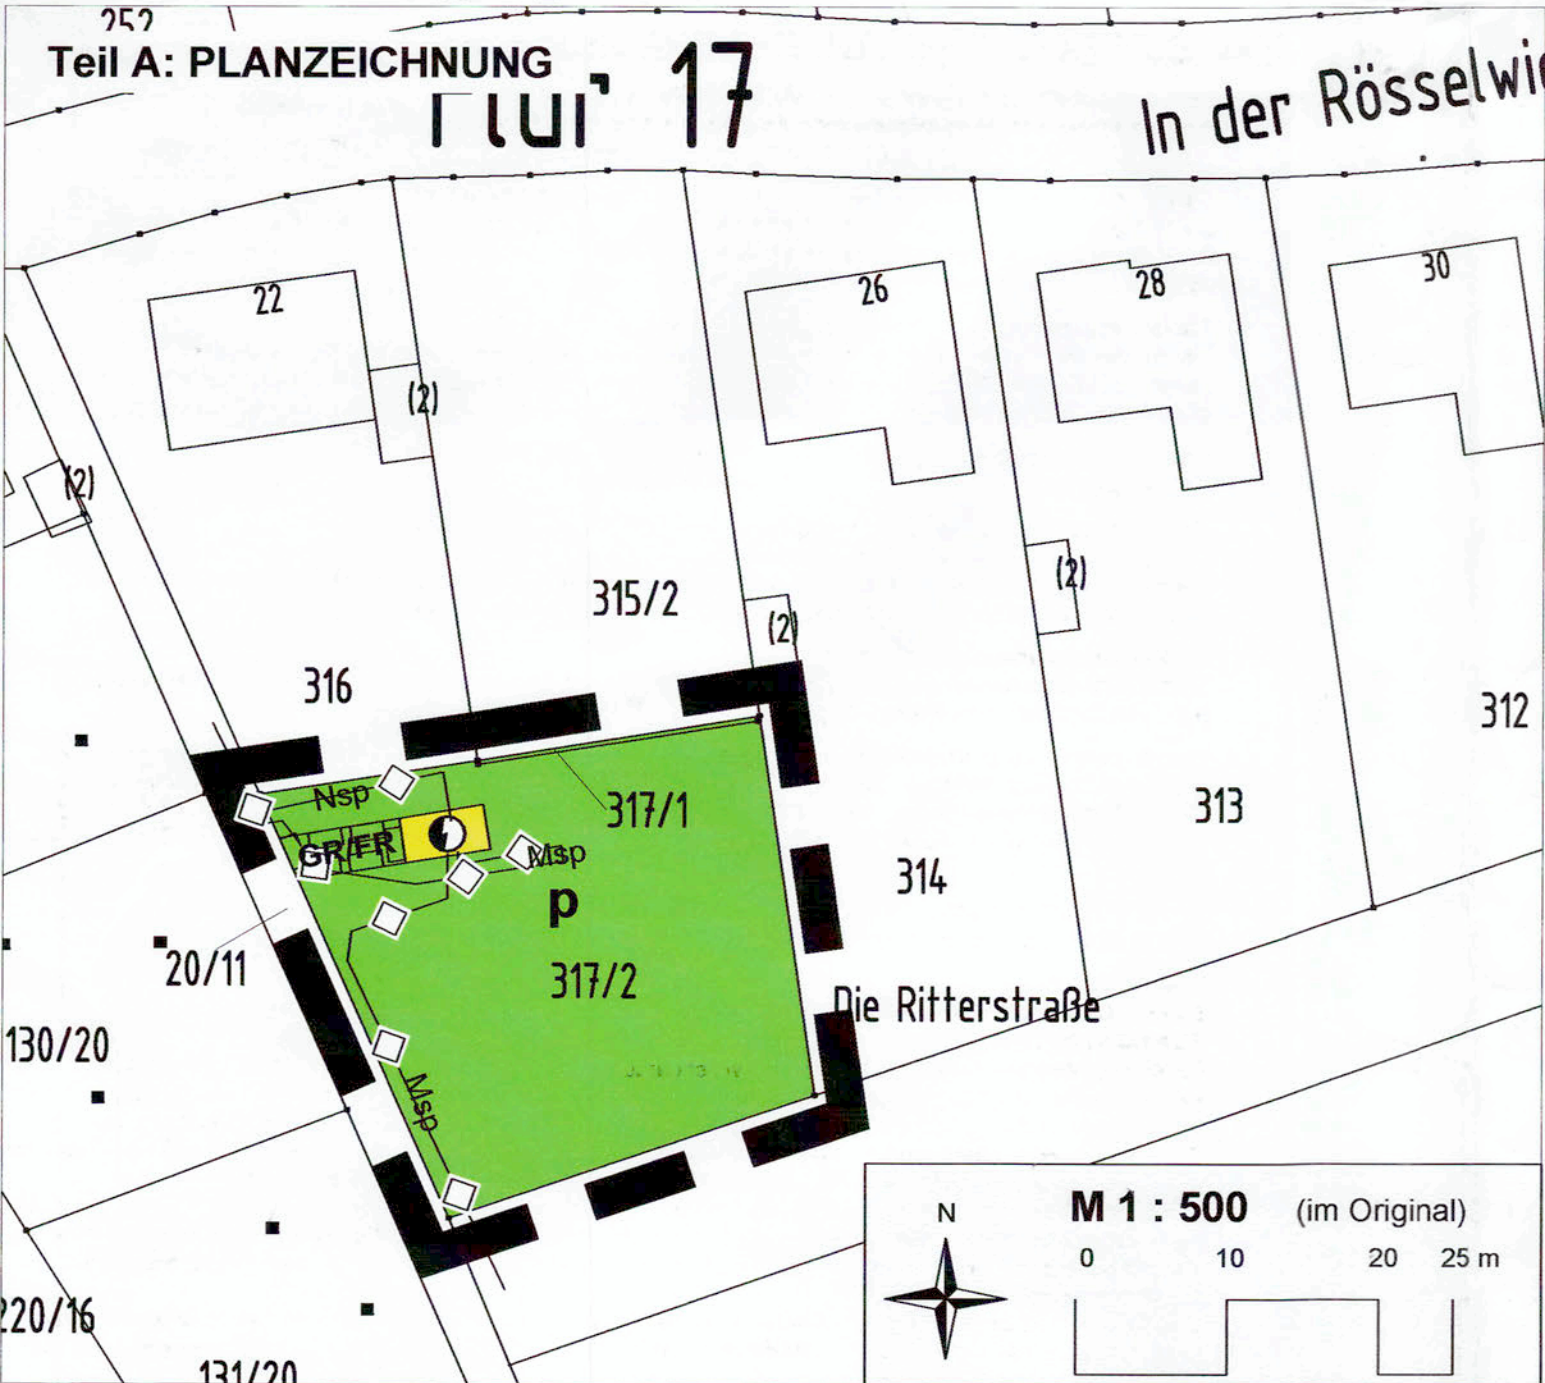 252
Teil A: PLANZEICHNUNG
Flur 17
In der Rösselwie
22
26
28
30
(2)
(2)
(2)
315/2
(2)
316
312
Nsp
317/1
313
GR/FR
Msp
314
p
20/11
317/2
Die Ritterstraße
130/20
Msp
N
M 1 : 500 (im Original)
0 10 20 25 m
220/16
131/20